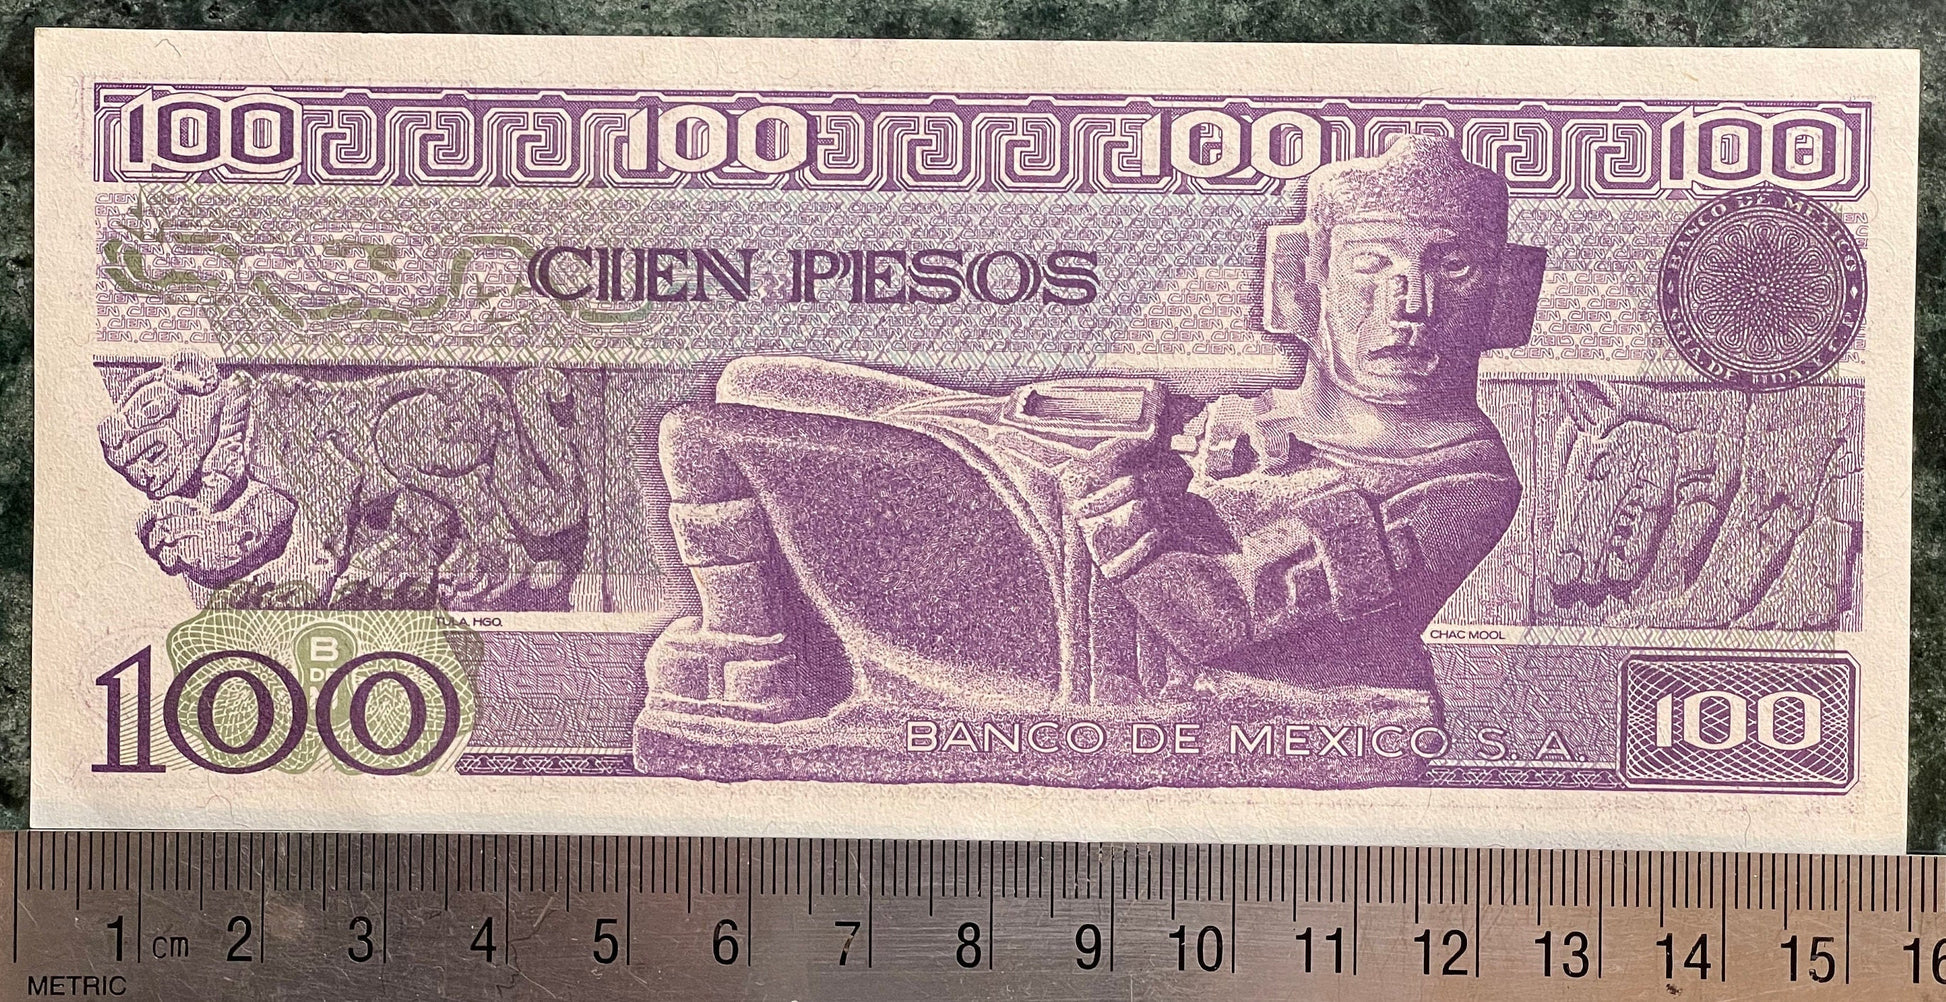 100 100 100 100
CIEN PESOS
BANCO DE MEXICO
TULA, HGO.
CHAC MOOL
B
DE
M
100
100
BANCO DE MEXICO S.A.
1 cm 2 3 4 5 6 7 8 9 10 11 12 13 14 15 16
METRIC